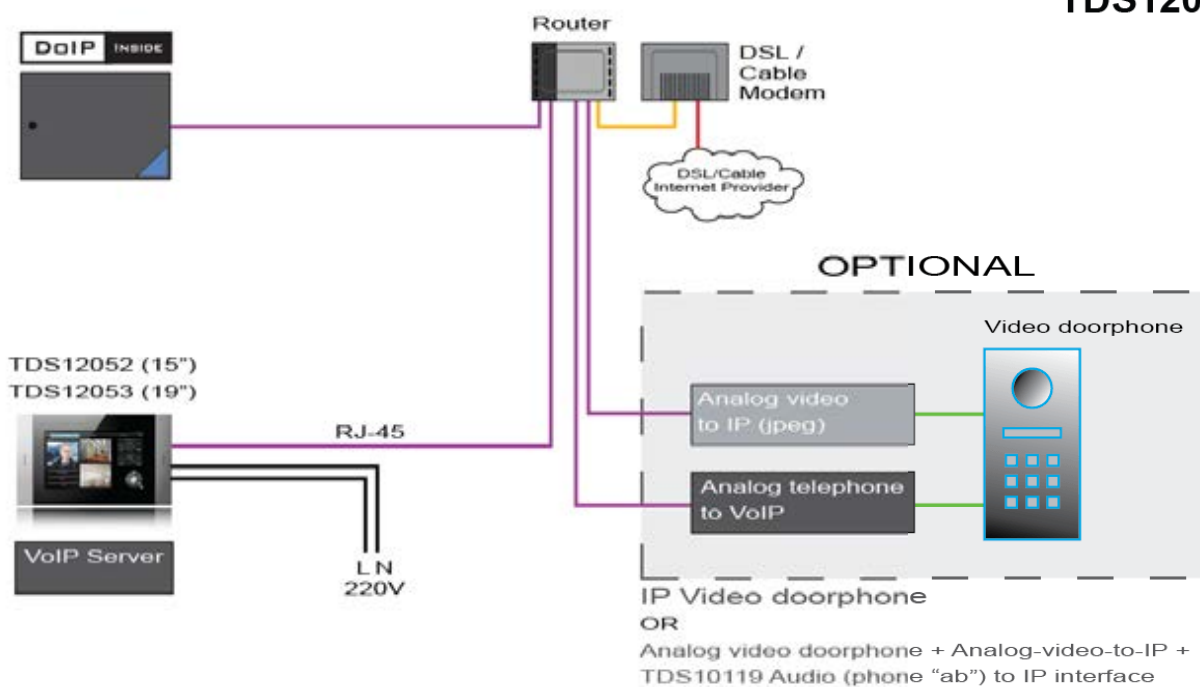 TDS120
Router
DoIP INSIDE
DSL /
Cable
Modem
DSL/Cable
Internet Provider
OPTIONAL
Video doorphone
TDS12052 (15")
TDS12053 (19")
Analog video
to IP (jpeg)
RJ-45
Analog telephone
to VoIP
VoIP Server
L N
220V
IP Video doorphone
OR
Analog video doorphone + Analog-video-to-IP +
TDS10119 Audio (phone “ab”) to IP interface